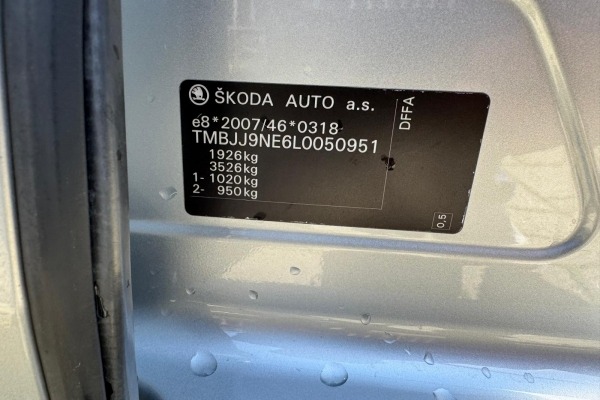 ŠKODA AUTO a.s.
e8*2007/46*0318
TMBJJ9NE6L0050951
1926kg
3526kg
1- 1020kg
2- 950kg
DFFA
0,5